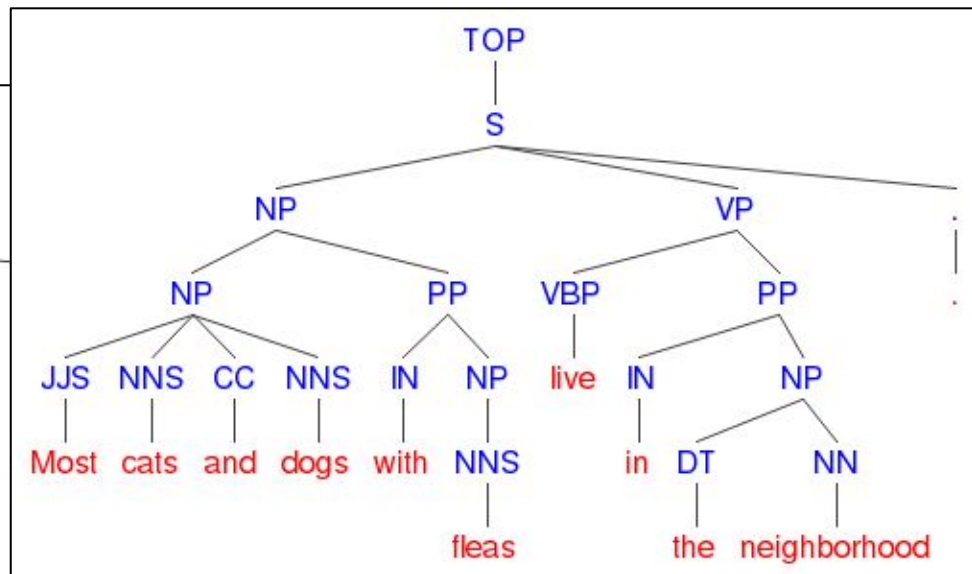 TOP
S
NP VP .
NP PP VBP PP .
JJS NNS CC NNS IN NP live IN NP
Most cats and dogs with NNS in DT NN
fleas the neighborhood